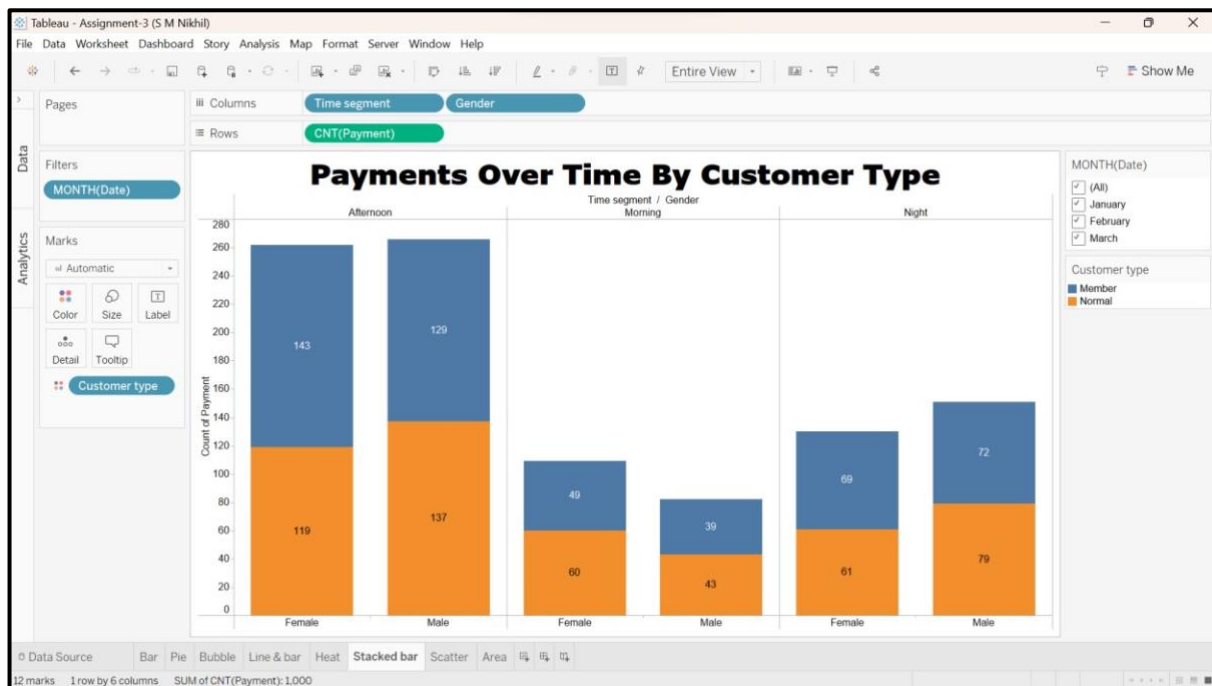 Tableau - Assignment-3 (S M Nikhil)
File Data Worksheet Dashboard Story Analysis Map Format Server Window Help
Entire View
Show Me
Pages
Columns
Time segment
Gender
Rows
CNT(Payment)
Data
Analytics
Filters
MONTH(Date)
Marks
Automatic
Color Size Label
Detail Tooltip
Customer type
Payments Over Time By Customer Type
Time segment / Gender
Afternoon Morning Night
Count of Payment
280
260
240
220
200
180
160
140
120
100
80
60
40
20
0
143 129
119 137
49 39
60 43
69 72
61 79
Female Male Female Male Female Male
MONTH(Date)
(All)
January
February
March
Customer type
Member
Normal
Data Source Bar Pie Bubble Line & bar Heat Stacked bar Scatter Area
12 marks 1 row by 6 columns SUM of CNT(Payment): 1,000